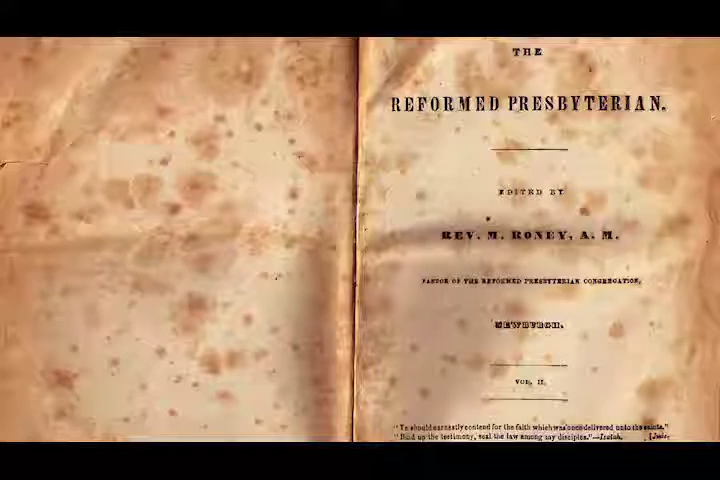 THE
REFORMED PRESBYTERIAN.
EDITED BY
REV. M. RONEY, A. M.
PASTOR OF THE REFORMED PRESBYTERIAN CONGREGATION,
NEWBURGH.
VOL. II.
"Ye should earnestly contend for the faith which was once delivered unto the saints."
"Bind up the testimony, seal the law among my disciples."—Isaiah. [Jude.